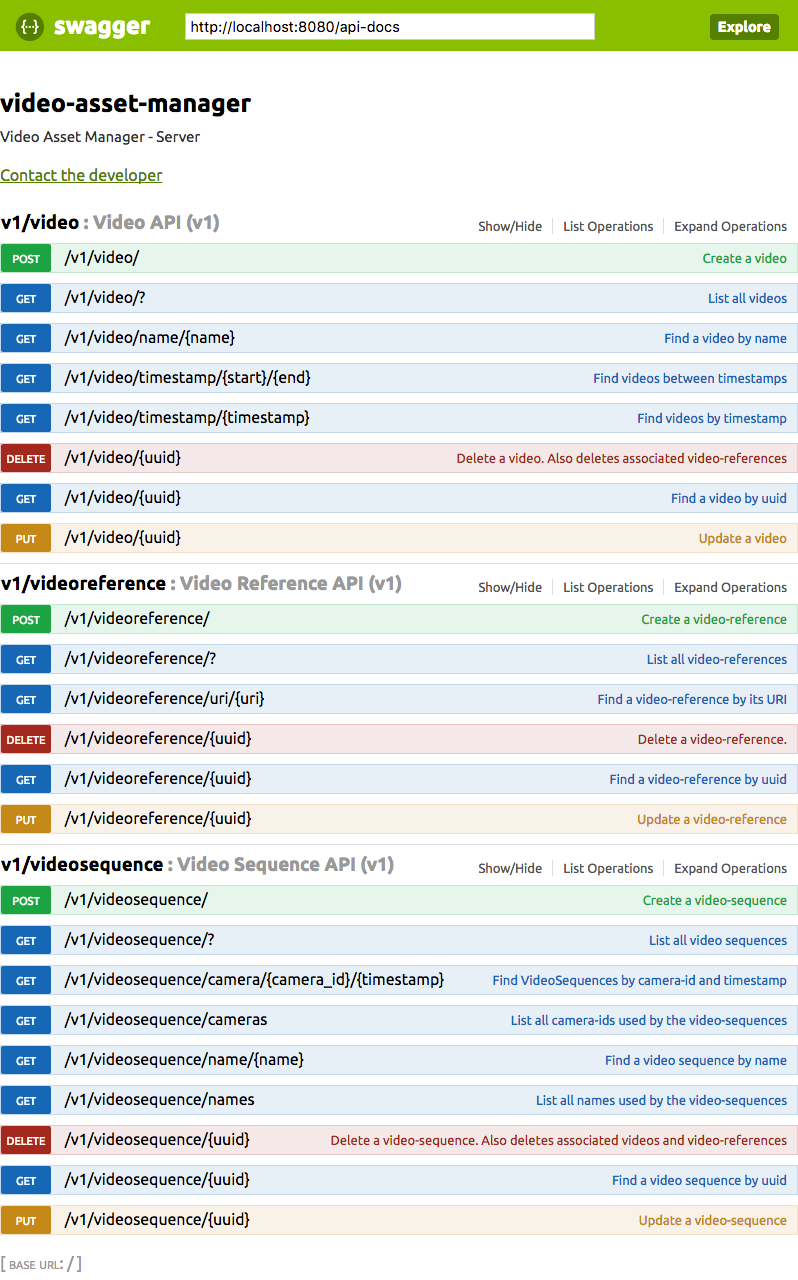 {···} swagger http://localhost:8080/api-docs Explore
video-asset-manager
Video Asset Manager - Server
Contact the developer
v1/video : Video API (v1) Show/Hide List Operations Expand Operations
POST /v1/video/ Create a video
GET /v1/video/? List all videos
GET /v1/video/name/{name} Find a video by name
GET /v1/video/timestamp/{start}/{end} Find videos between timestamps
GET /v1/video/timestamp/{timestamp} Find videos by timestamp
DELETE /v1/video/{uuid} Delete a video. Also deletes associated video-references
GET /v1/video/{uuid} Find a video by uuid
PUT /v1/video/{uuid} Update a video
v1/videoreference : Video Reference API (v1) Show/Hide List Operations Expand Operations
POST /v1/videoreference/ Create a video-reference
GET /v1/videoreference/? List all video-references
GET /v1/videoreference/uri/{uri} Find a video-reference by its URI
DELETE /v1/videoreference/{uuid} Delete a video-reference.
GET /v1/videoreference/{uuid} Find a video-reference by uuid
PUT /v1/videoreference/{uuid} Update a video-reference
v1/videosequence : Video Sequence API (v1) Show/Hide List Operations Expand Operations
POST /v1/videosequence/ Create a video-sequence
GET /v1/videosequence/? List all video sequences
GET /v1/videosequence/camera/{camera_id}/{timestamp} Find VideoSequences by camera-id and timestamp
GET /v1/videosequence/cameras List all camera-ids used by the video-sequences
GET /v1/videosequence/name/{name} Find a video sequence by name
GET /v1/videosequence/names List all names used by the video-sequences
DELETE /v1/videosequence/{uuid} Delete a video-sequence. Also deletes associated videos and video-references
GET /v1/videosequence/{uuid} Find a video sequence by uuid
PUT /v1/videosequence/{uuid} Update a video-sequence
[ BASE URL: / ]